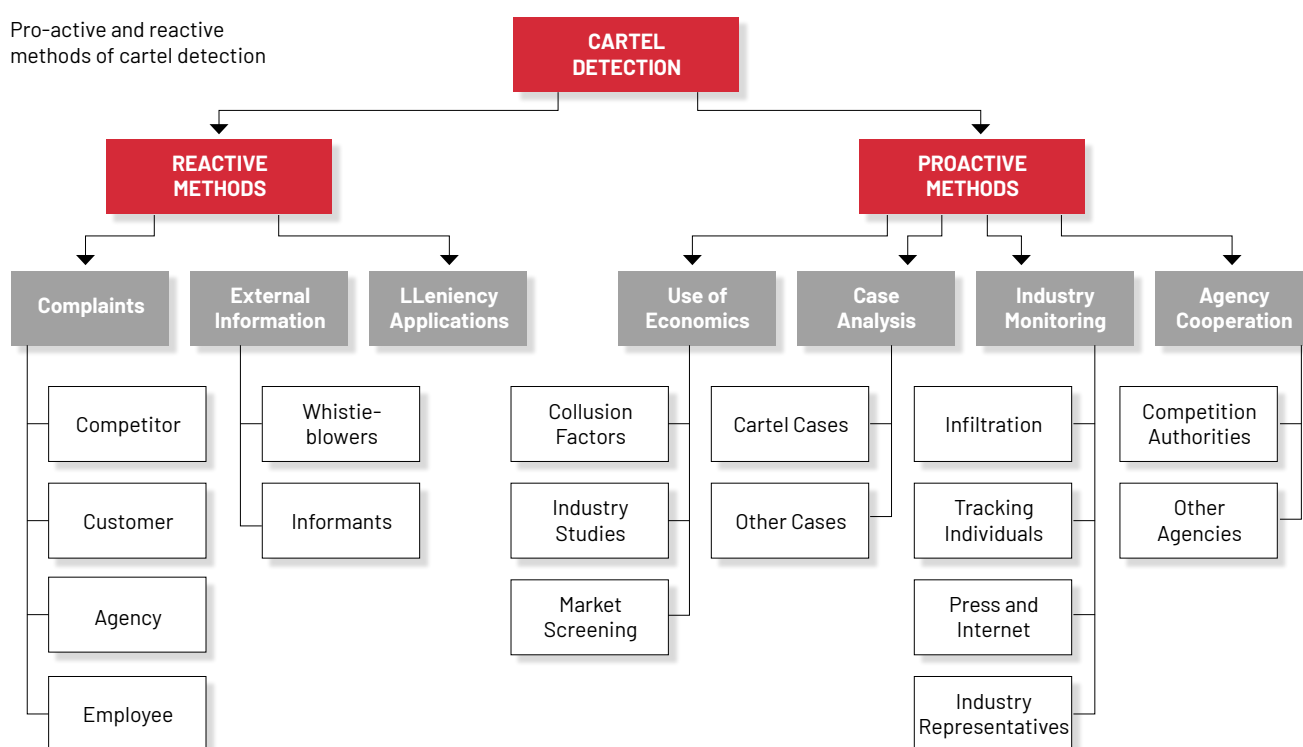 Pro-active and reactive
methods of cartel detection
CARTEL
DETECTION
REACTIVE
METHODS
PROACTIVE
METHODS
Complaints
External
Information
LLeniency
Applications
Use of
Economics
Case
Analysis
Industry
Monitoring
Agency
Cooperation
Competitor
Whistie-
blowers
Collusion
Factors
Cartel Cases
Infiltration
Competition
Authorities
Customer
Informants
Industry
Studies
Other Cases
Tracking
Individuals
Other
Agencies
Agency
Market
Screening
Press and
Internet
Employee
Industry
Representatives